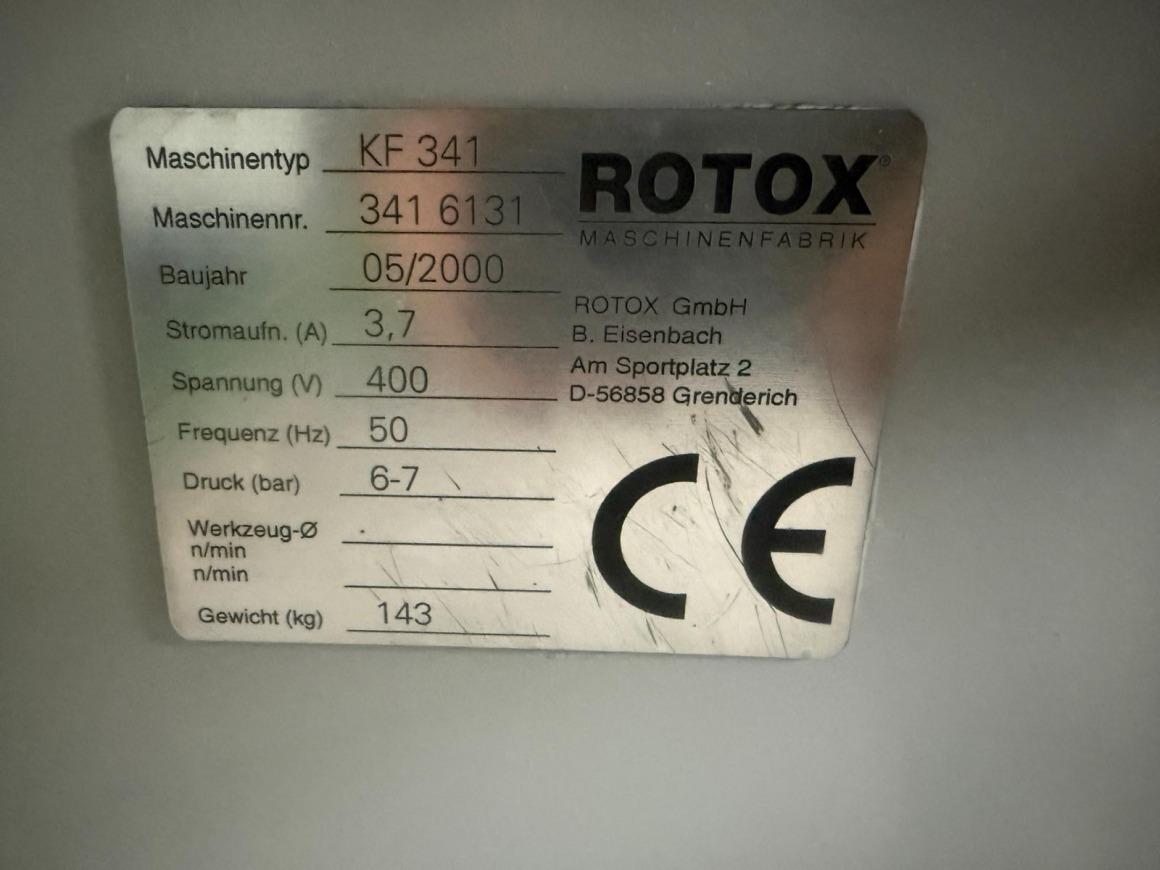 Maschinentyp KF 341
Maschinennr. 341 6131
Baujahr 05/2000
Stromaufn. (A) 3,7
Spannung (V) 400
Frequenz (Hz) 50
Druck (bar) 6-7
Werkzeug-Ø
n/min
n/min
Gewicht (kg) 143
ROTOX®
MASCHINENFABRIK
ROTOX GmbH
B. Eisenbach
Am Sportplatz 2
D-56858 Grenderich
CE